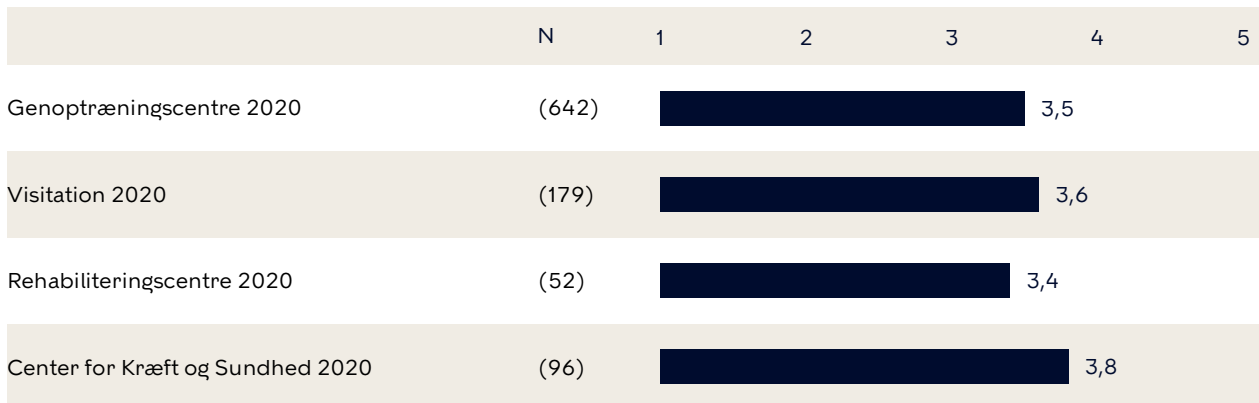 N 1 2 3 4 5
Genoptræningscentre 2020 (642) 3,5
Visitation 2020 (179) 3,6
Rehabiliteringscentre 2020 (52) 3,4
Center for Kræft og Sundhed 2020 (96) 3,8